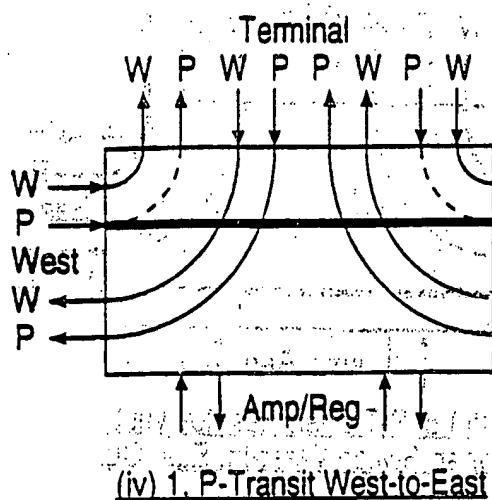 Terminal
W P W P P W P W
W
P
West
W
P
Amp/Reg
(iv) 1. P-Transit West-to-East